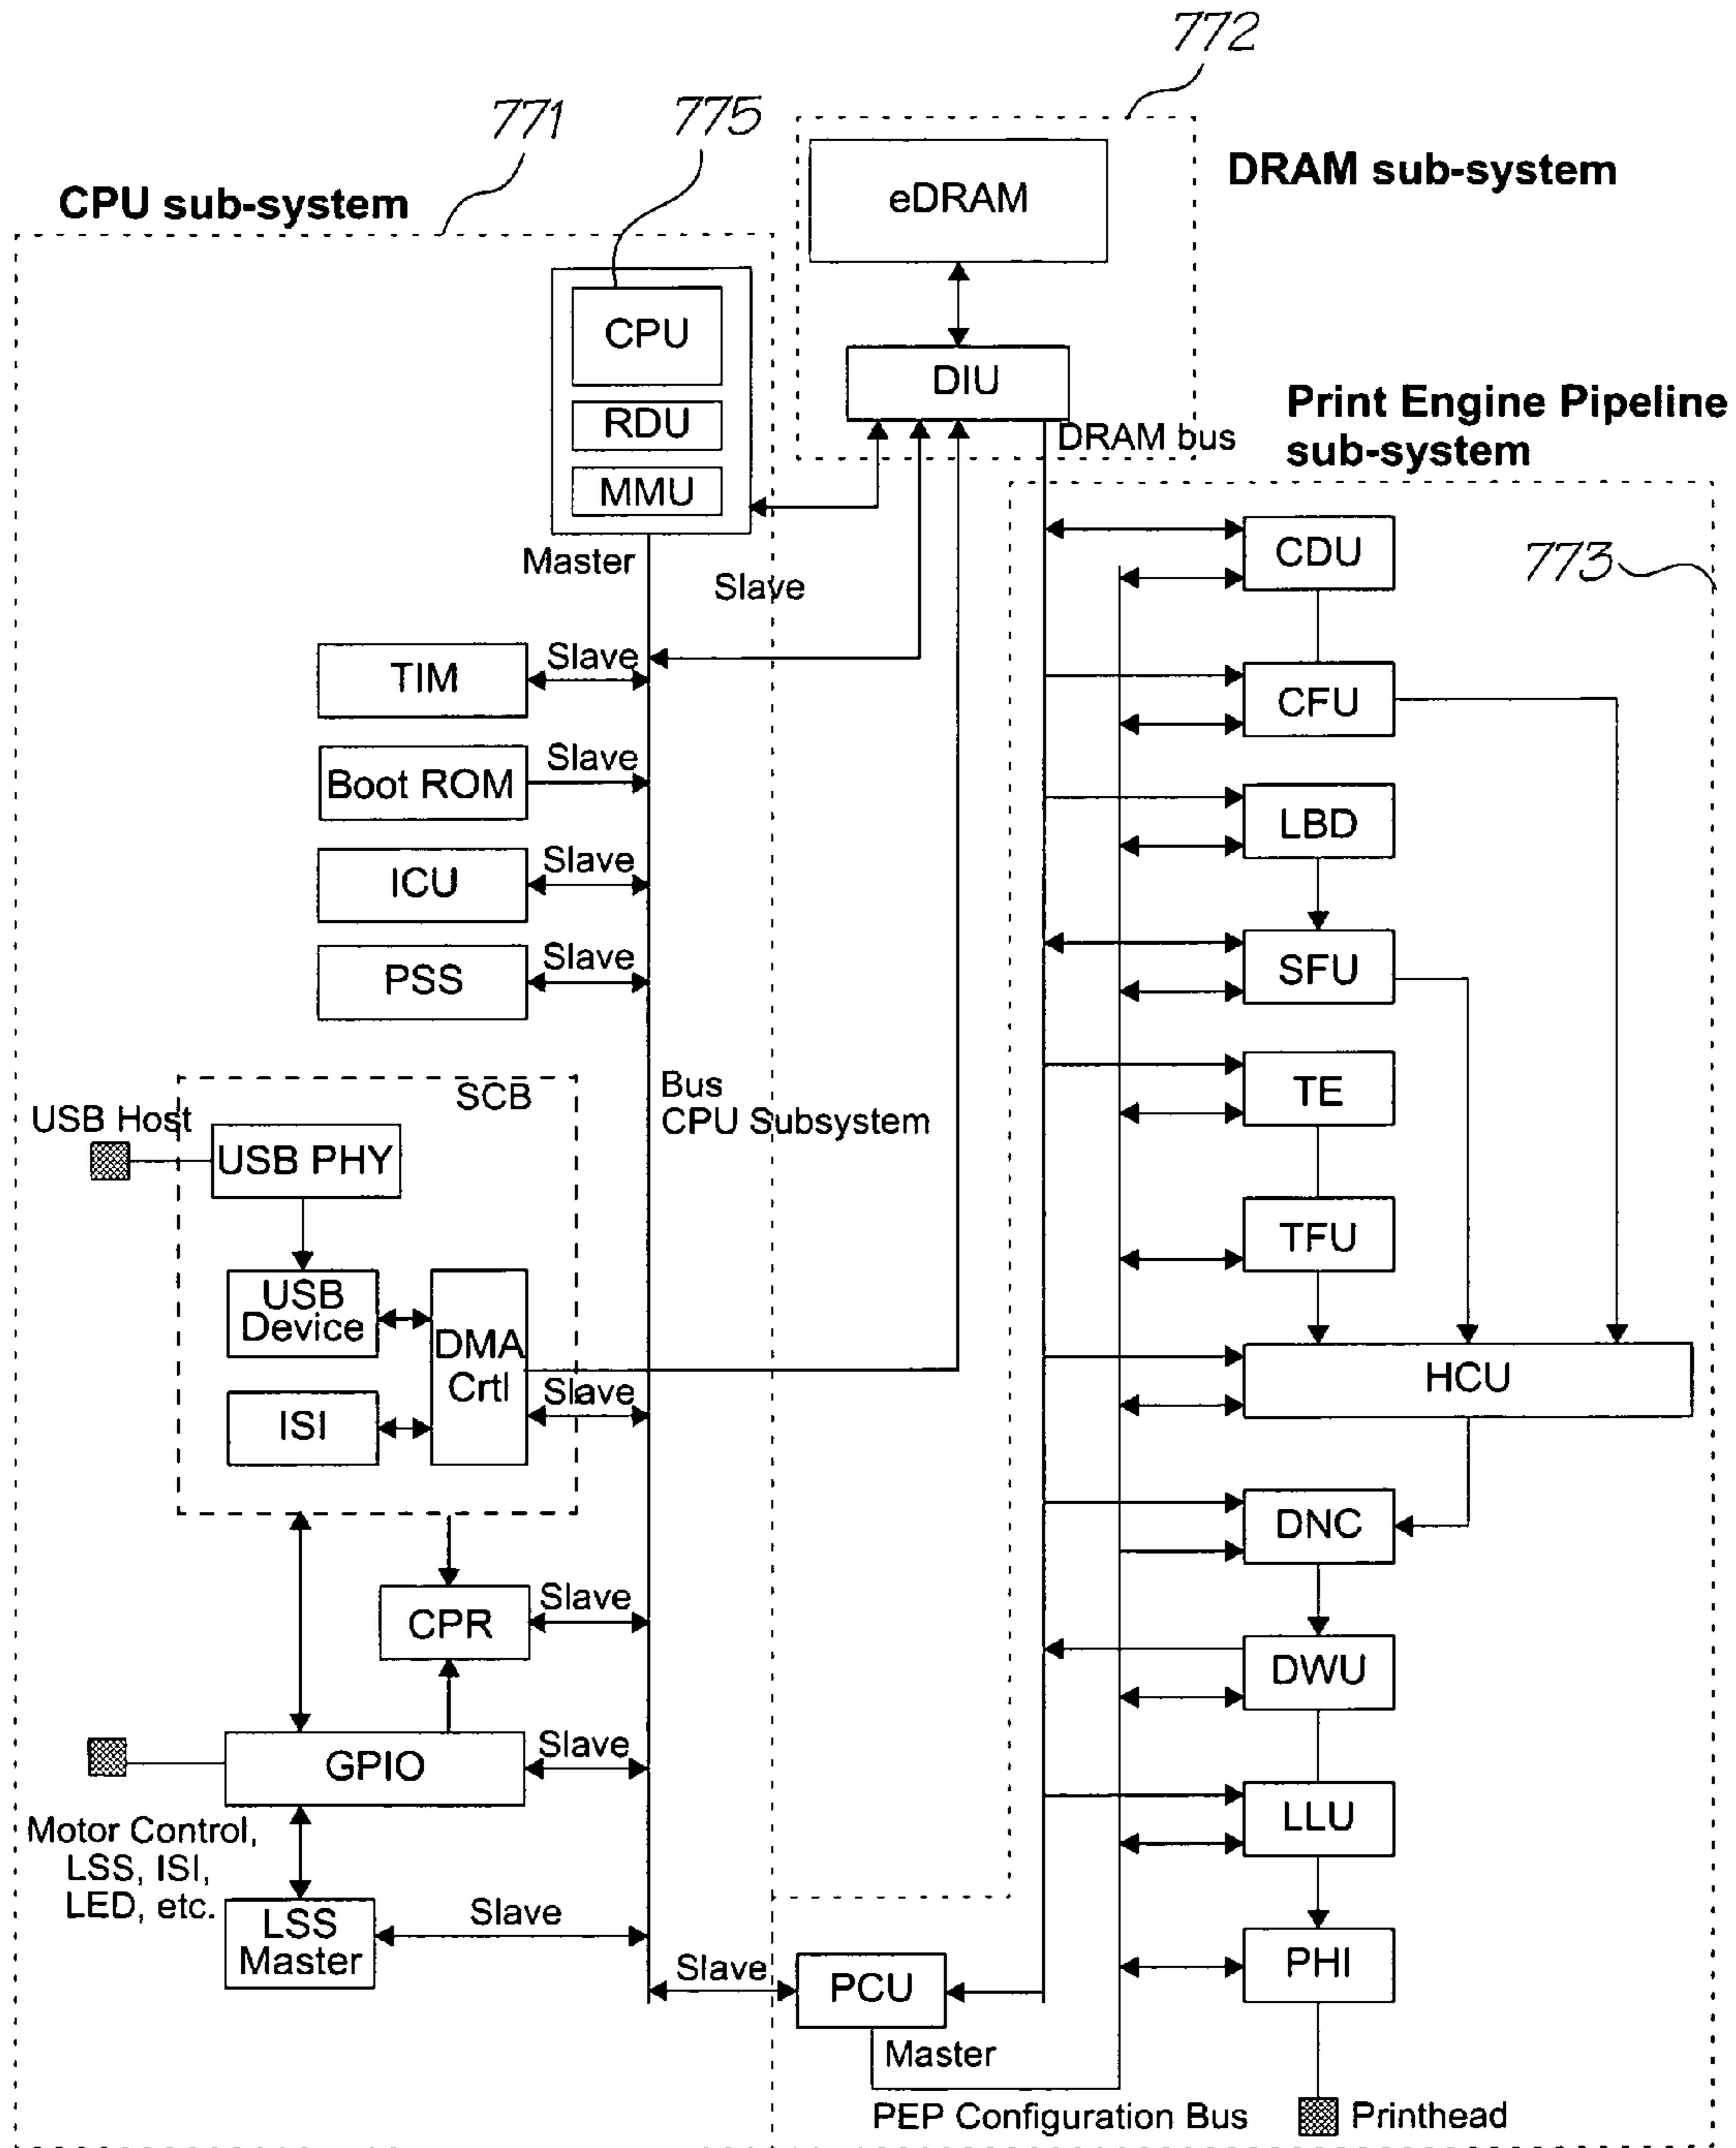 772
771
775
DRAM sub-system
eDRAM
CPU sub-system
CPU
DIU
RDU
Print Engine Pipeline
sub-system
DRAM bus
MMU
Master
Slave
CDU
773
TIM
Slave
CFU
Boot ROM
Slave
LBD
ICU
Slave
PSS
Slave
SFU
SCB
Bus
CPU Subsystem
TE
USB Host
USB PHY
TFU
USB
Device
DMA
Crtl
Slave
HCU
ISI
DNC
CPR
Slave
DWU
GPIO
Slave
Motor Control,
LSS, ISI,
LED, etc.
LLU
LSS
Master
Slave
Slave
PCU
PHI
Master
PEP Configuration Bus
Printhead